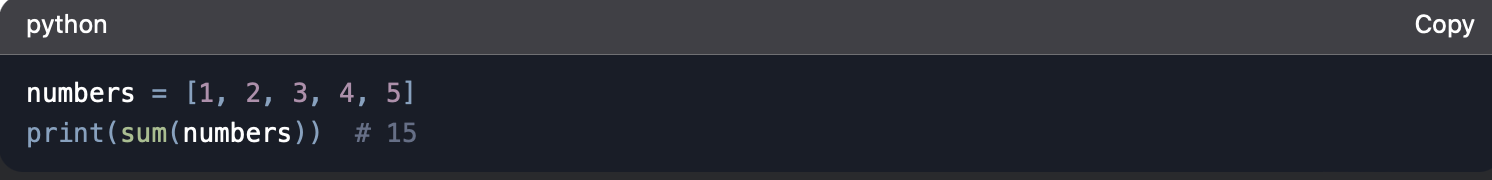 python Copy
numbers = [1, 2, 3, 4, 5]
print(sum(numbers))  # 15